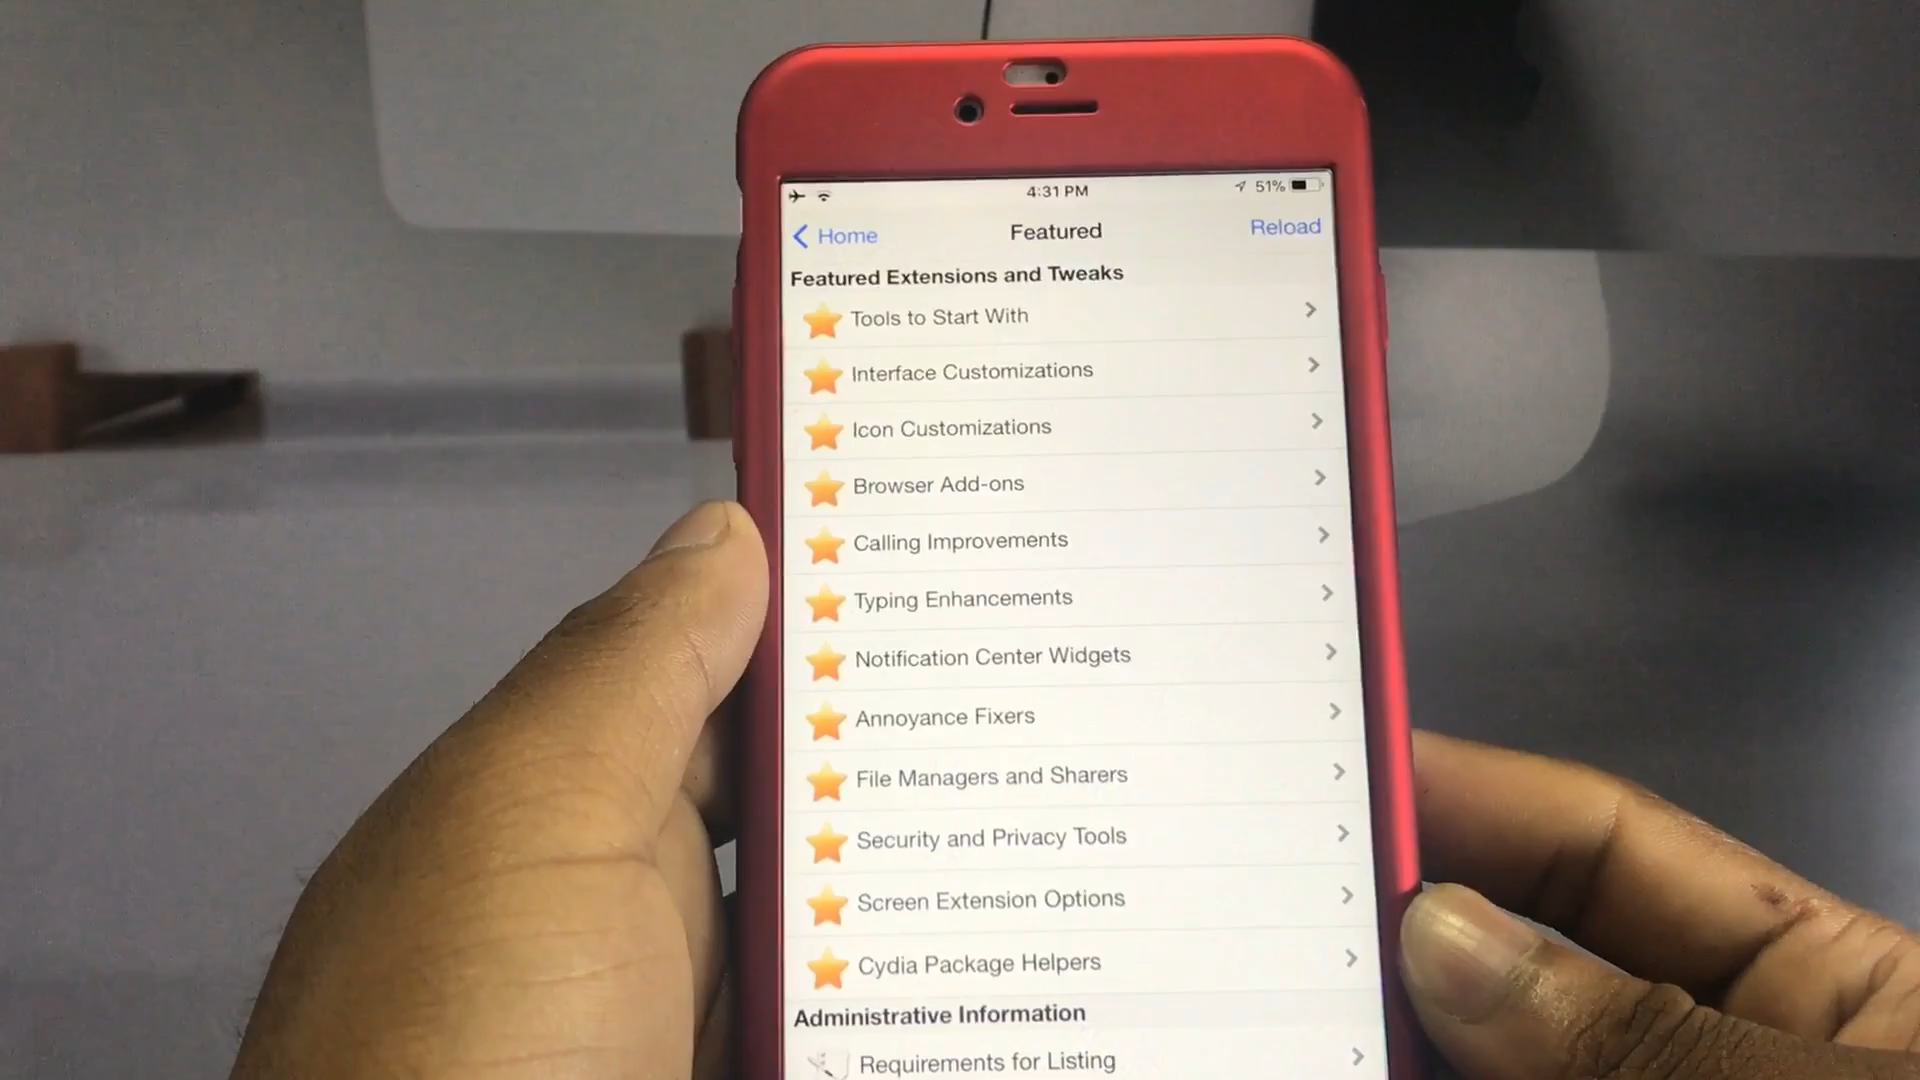 4:31 PM
51%
Home
Featured
Reload
Featured Extensions and Tweaks
Tools to Start With
Interface Customizations
Icon Customizations
Browser Add-ons
Calling Improvements
Typing Enhancements
Notification Center Widgets
Annoyance Fixers
File Managers and Sharers
Security and Privacy Tools
Screen Extension Options
Cydia Package Helpers
Administrative Information
Requirements for Listing